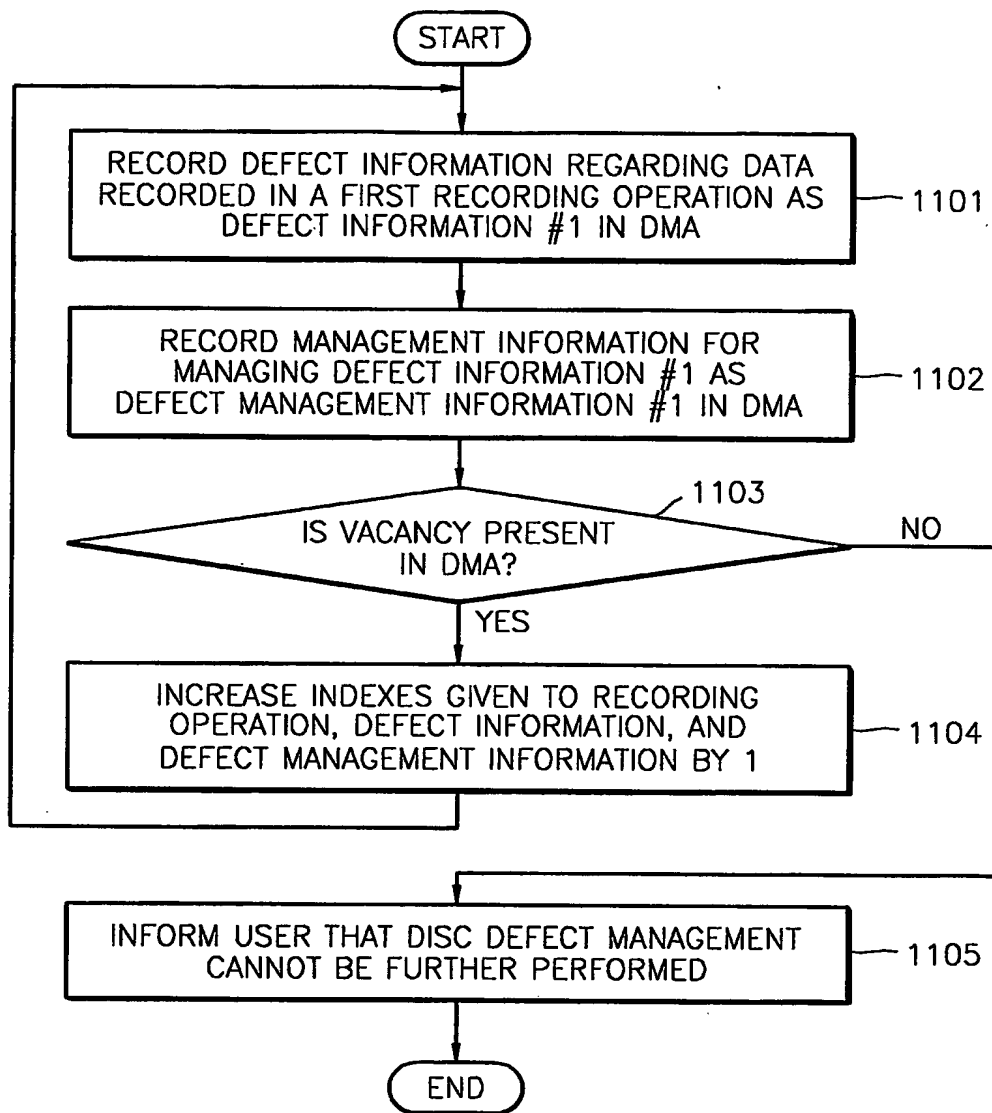 START
RECORD DEFECT INFORMATION REGARDING DATA
RECORDED IN A FIRST RECORDING OPERATION AS
DEFECT INFORMATION #1 IN DMA
1101
RECORD MANAGEMENT INFORMATION FOR
MANAGING DEFECT INFORMATION #1 AS
DEFECT MANAGEMENT INFORMATION #1 IN DMA
1102
1103
IS VACANCY PRESENT
IN DMA?
NO
YES
INCREASE INDEXES GIVEN TO RECORDING
OPERATION, DEFECT INFORMATION, AND
DEFECT MANAGEMENT INFORMATION BY 1
1104
INFORM USER THAT DISC DEFECT MANAGEMENT
CANNOT BE FURTHER PERFORMED
1105
END